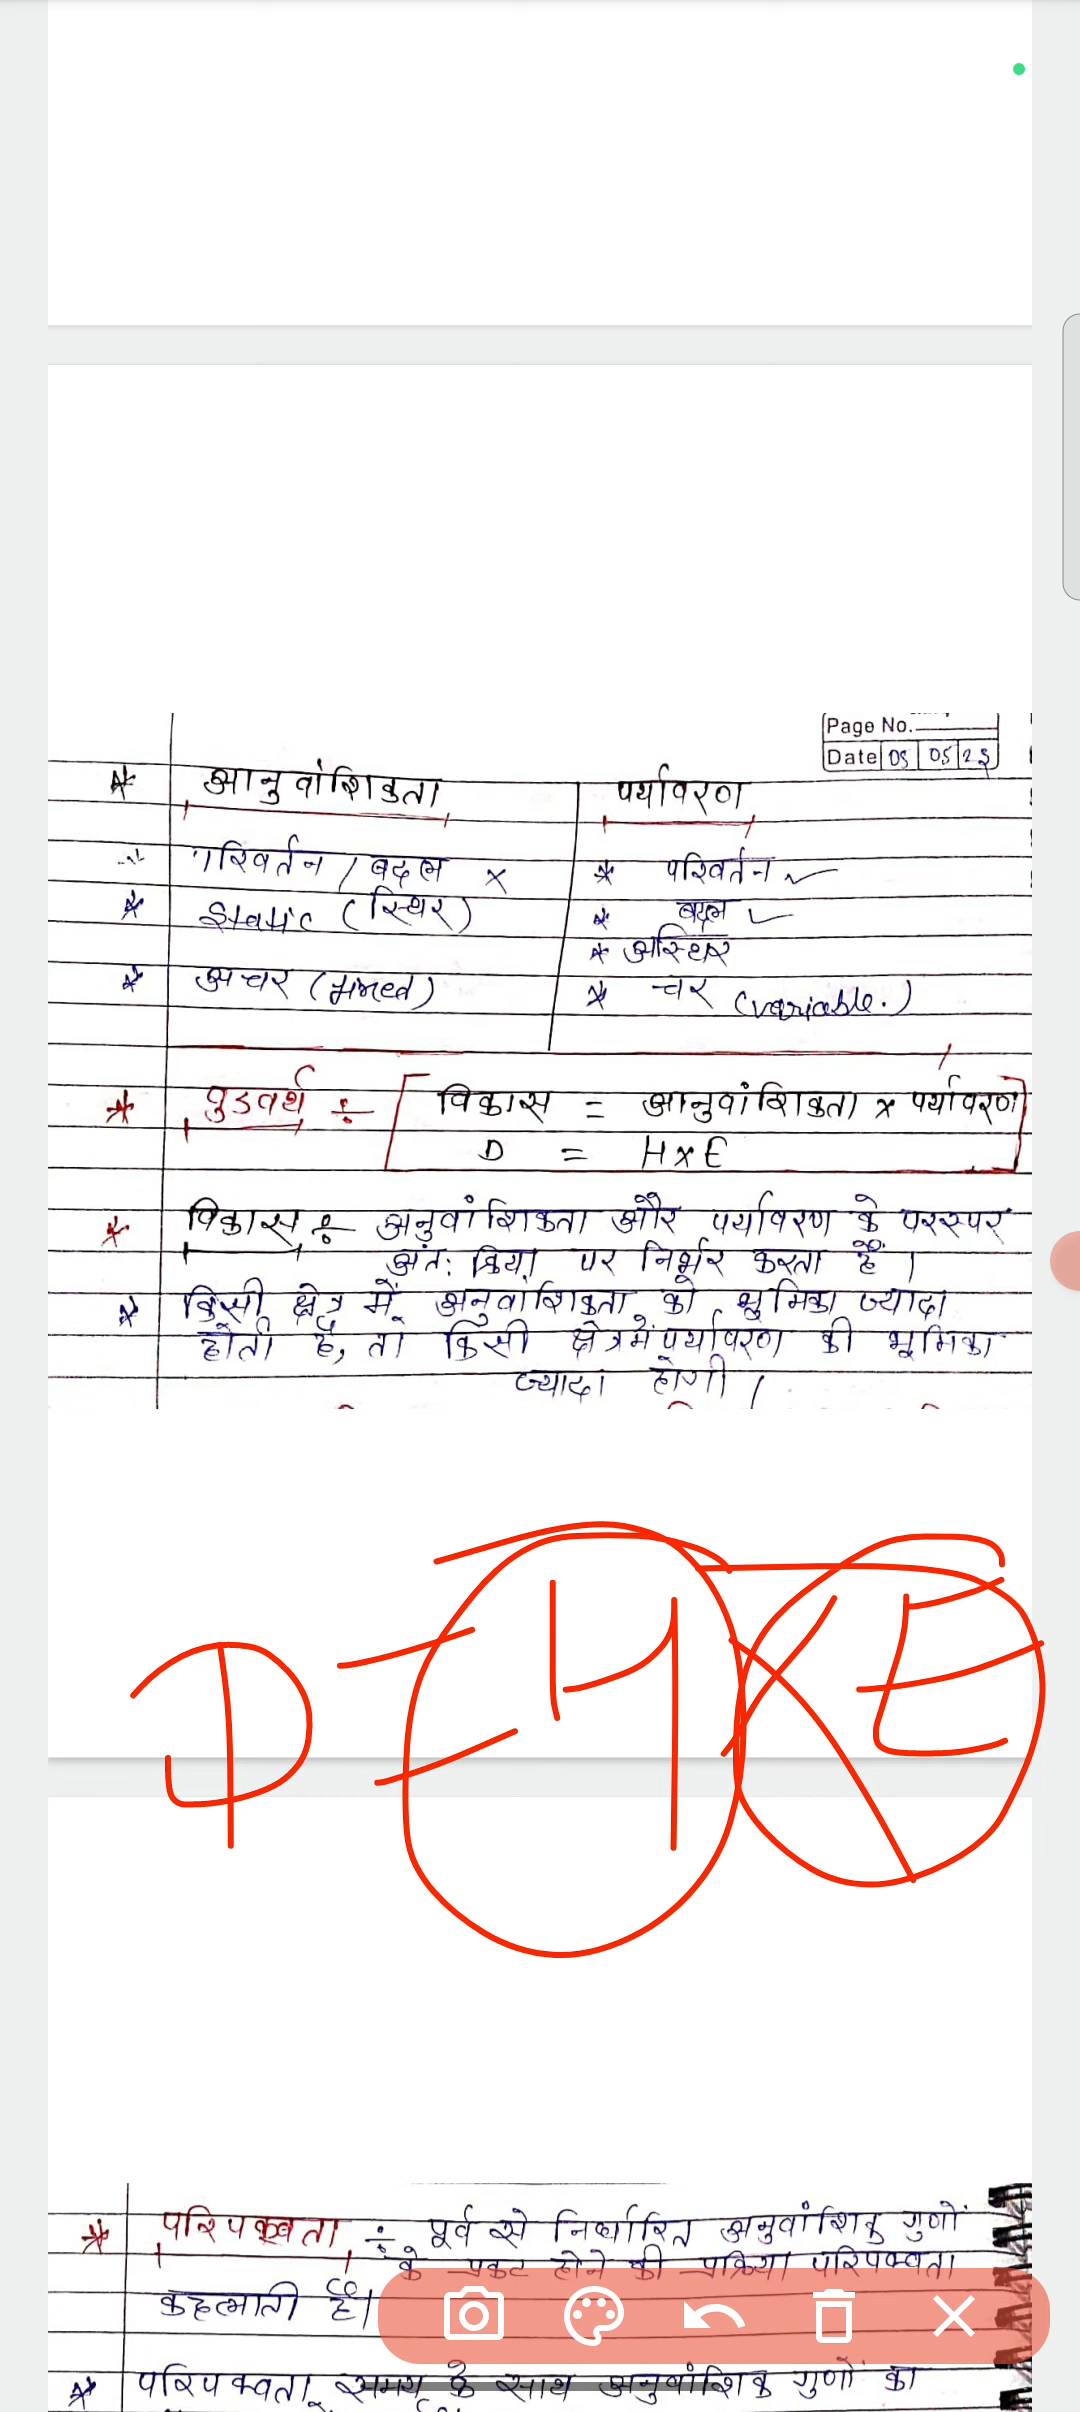 Page No.
Date 05 05 23
* आनुवांशिकता पर्यावरण
परिवर्तन / बदल × * परिवर्तन ✓
* Static (स्थिर) * बदल ✓
* अस्थिर
* अचर (fixed) * चर (variable.)
* वुडवर्थ ÷ [ विकास = आनुवांशिकता × पर्यावरण
D = H×E ]
* विकास ÷ अनुवांशिकता और पर्यावरण के परस्पर
अंत: क्रिया पर निर्भर करता है।
* किसी क्षेत्र में अनुवांशिकता की भूमिका ज्यादा
होती है, तो किसी क्षेत्र में पर्यावरण की भूमिका
ज्यादा होगी।
D = H × E
* परिपक्वता ÷ पूर्व से निर्धारित अनुवांशिक गुणों
के प्रकट होने की प्रक्रिया परिपक्वता
कहलाती है।
* परिपक्वता समय के साथ अनुवांशिक गुणों का